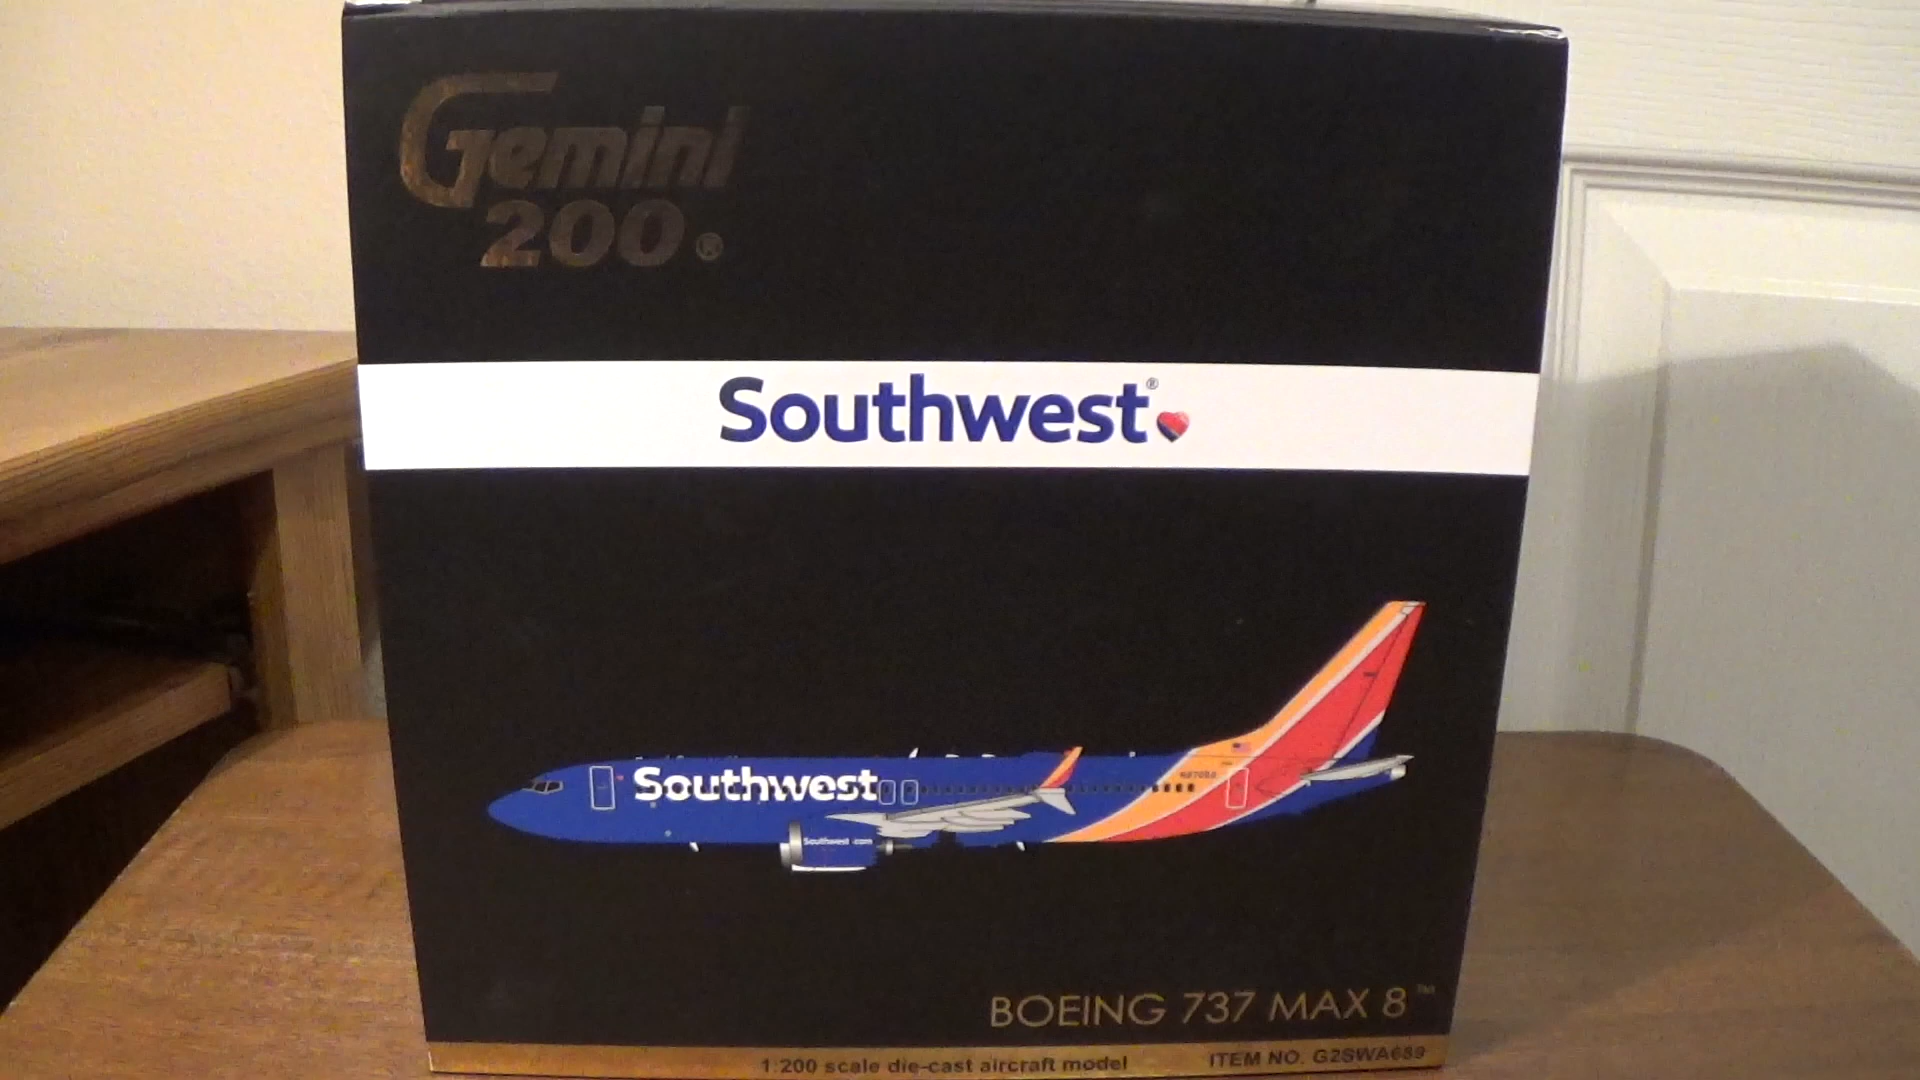 Gemini
200®
Southwest®
Southwest
Southwest.com
BOEING 737 MAX 8™
1:200 scale die-cast aircraft model
ITEM NO. G2SWA689